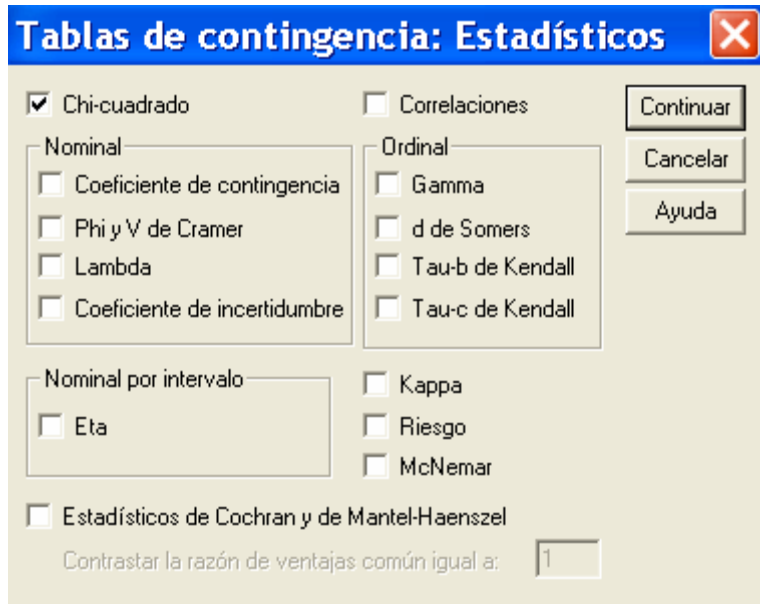 Tablas de contingencia: Estadísticos
Chi-cuadrado
Correlaciones
Continuar
Cancelar
Ayuda
Nominal
Coeficiente de contingencia
Phi y V de Cramer
Lambda
Coeficiente de incertidumbre
Ordinal
Gamma
d de Somers
Tau-b de Kendall
Tau-c de Kendall
Nominal por intervalo
Eta
Kappa
Riesgo
McNemar
Estadísticos de Cochran y de Mantel-Haenszel
Contrastar la razón de ventajas común igual a: 1